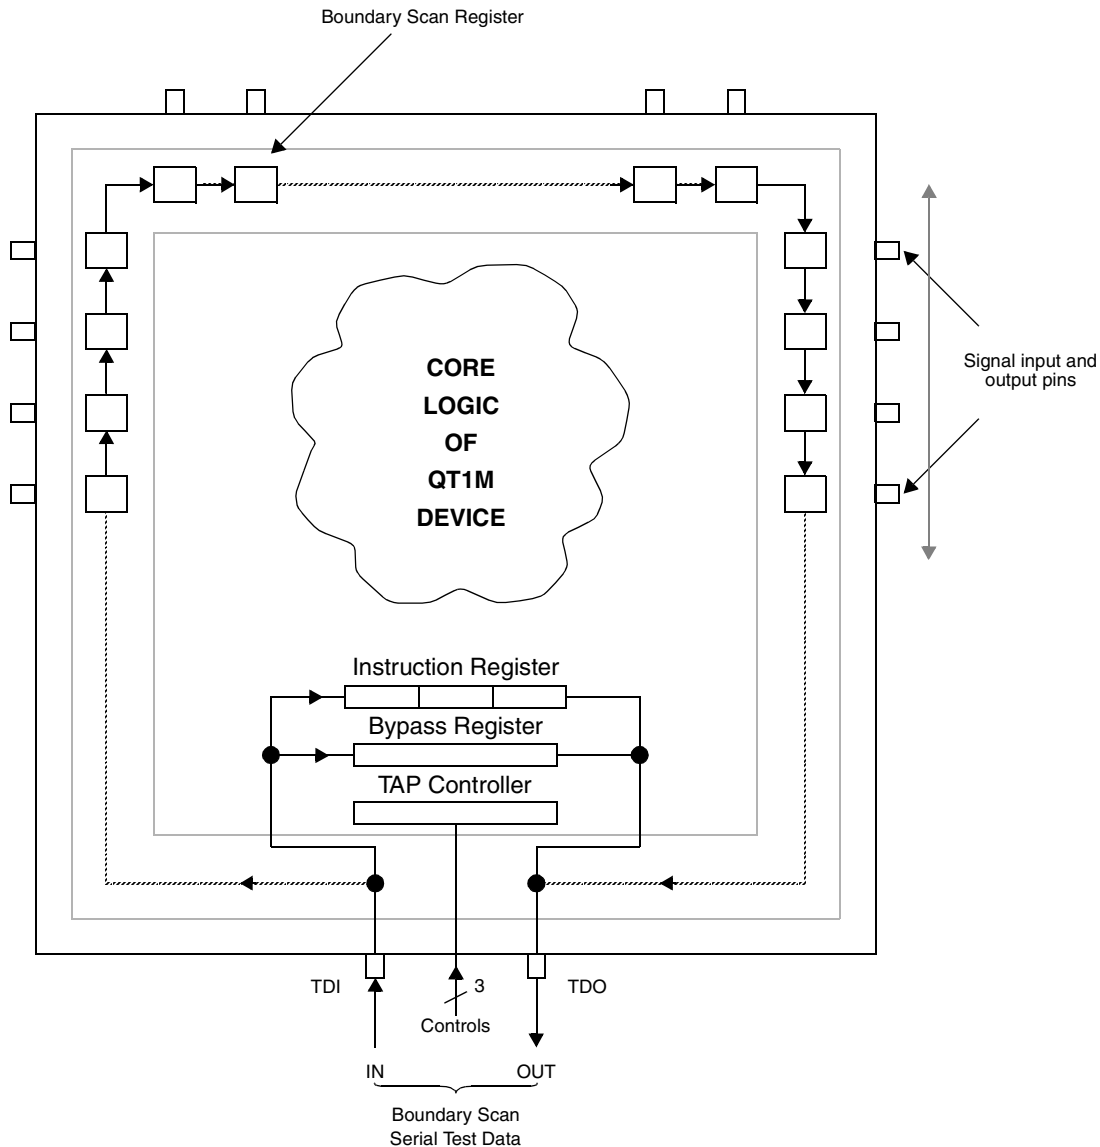 Boundary Scan Register
CORE
LOGIC
OF
QT1M
DEVICE
Signal input and
output pins
Instruction Register
Bypass Register
TAP Controller
TDI
3
TDO
Controls
IN
OUT
Boundary Scan
Serial Test Data